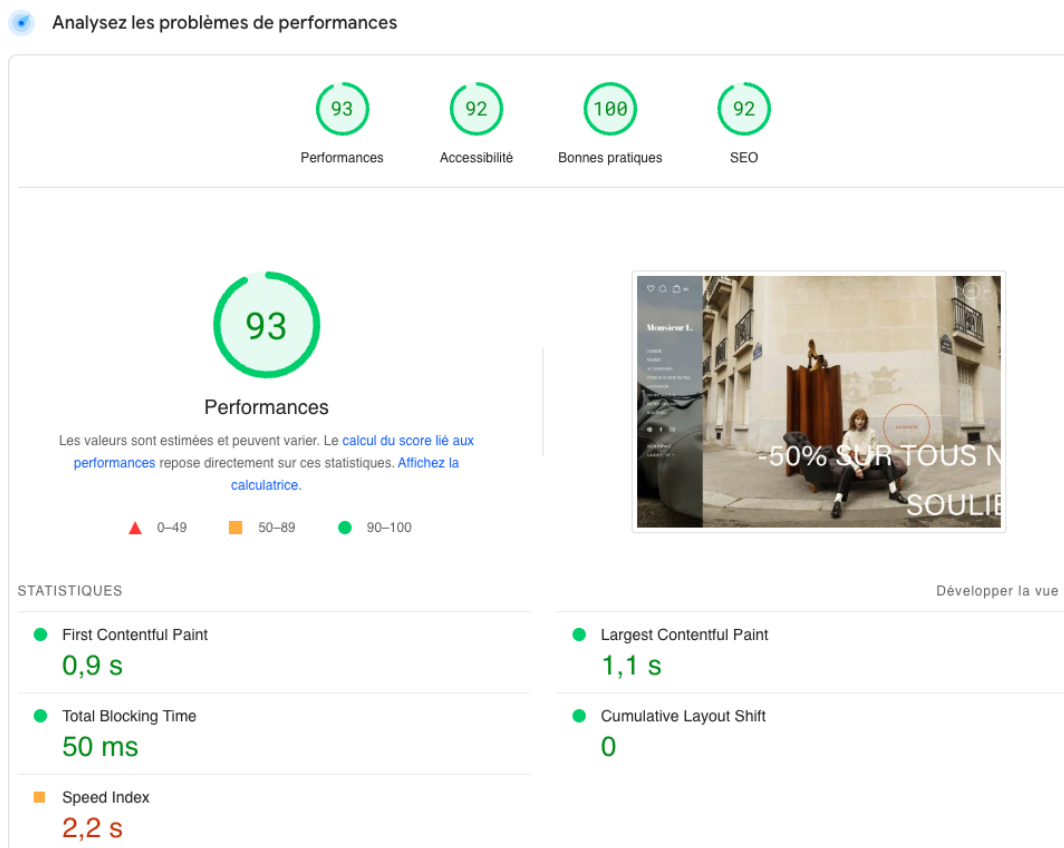 Analysez les problèmes de performances
93
92
100
92
Performances
Accessibilité
Bonnes pratiques
SEO
93
Performances
Les valeurs sont estimées et peuvent varier. Le calcul du score lié aux
performances repose directement sur ces statistiques. Affichez la
calculatrice.
0–49
50–89
90–100
Monsieur L.
-50% SUR TOUS N
SOULIE
STATISTIQUES
Développer la vue
First Contentful Paint
0,9 s
Largest Contentful Paint
1,1 s
Total Blocking Time
50 ms
Cumulative Layout Shift
0
Speed Index
2,2 s